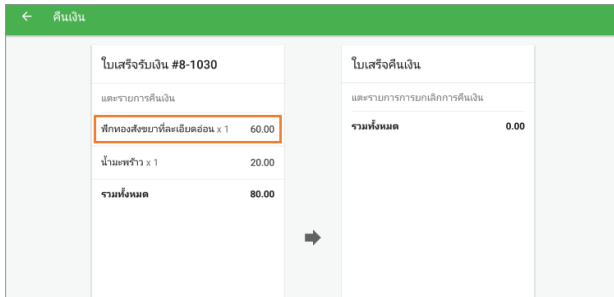 คืนเงิน
ใบเสร็จรับเงิน #8-1030
แตะรายการคืนเงิน
ฟักทองสังขยาที่ละเอียดอ่อน x 1 60.00
น้ำมะพร้าว x 1 20.00
รวมทั้งหมด 80.00
ใบเสร็จคืนเงิน
แตะรายการการยกเลิกการคืนเงิน
รวมทั้งหมด 0.00